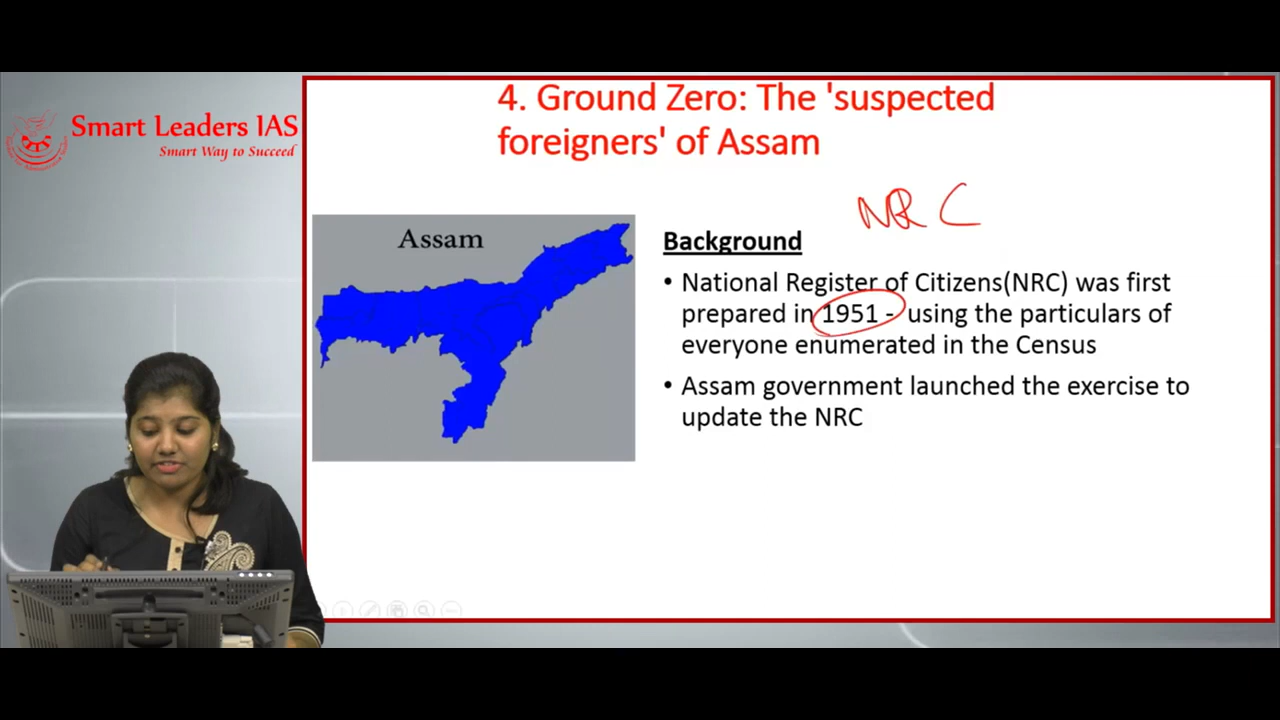 Smart Leaders IAS
Smart Way to Succeed
4. Ground Zero: The 'suspected
foreigners' of Assam
NRC
Assam
Background
• National Register of Citizens(NRC) was first
prepared in 1951 - using the particulars of
everyone enumerated in the Census
• Assam government launched the exercise to
update the NRC